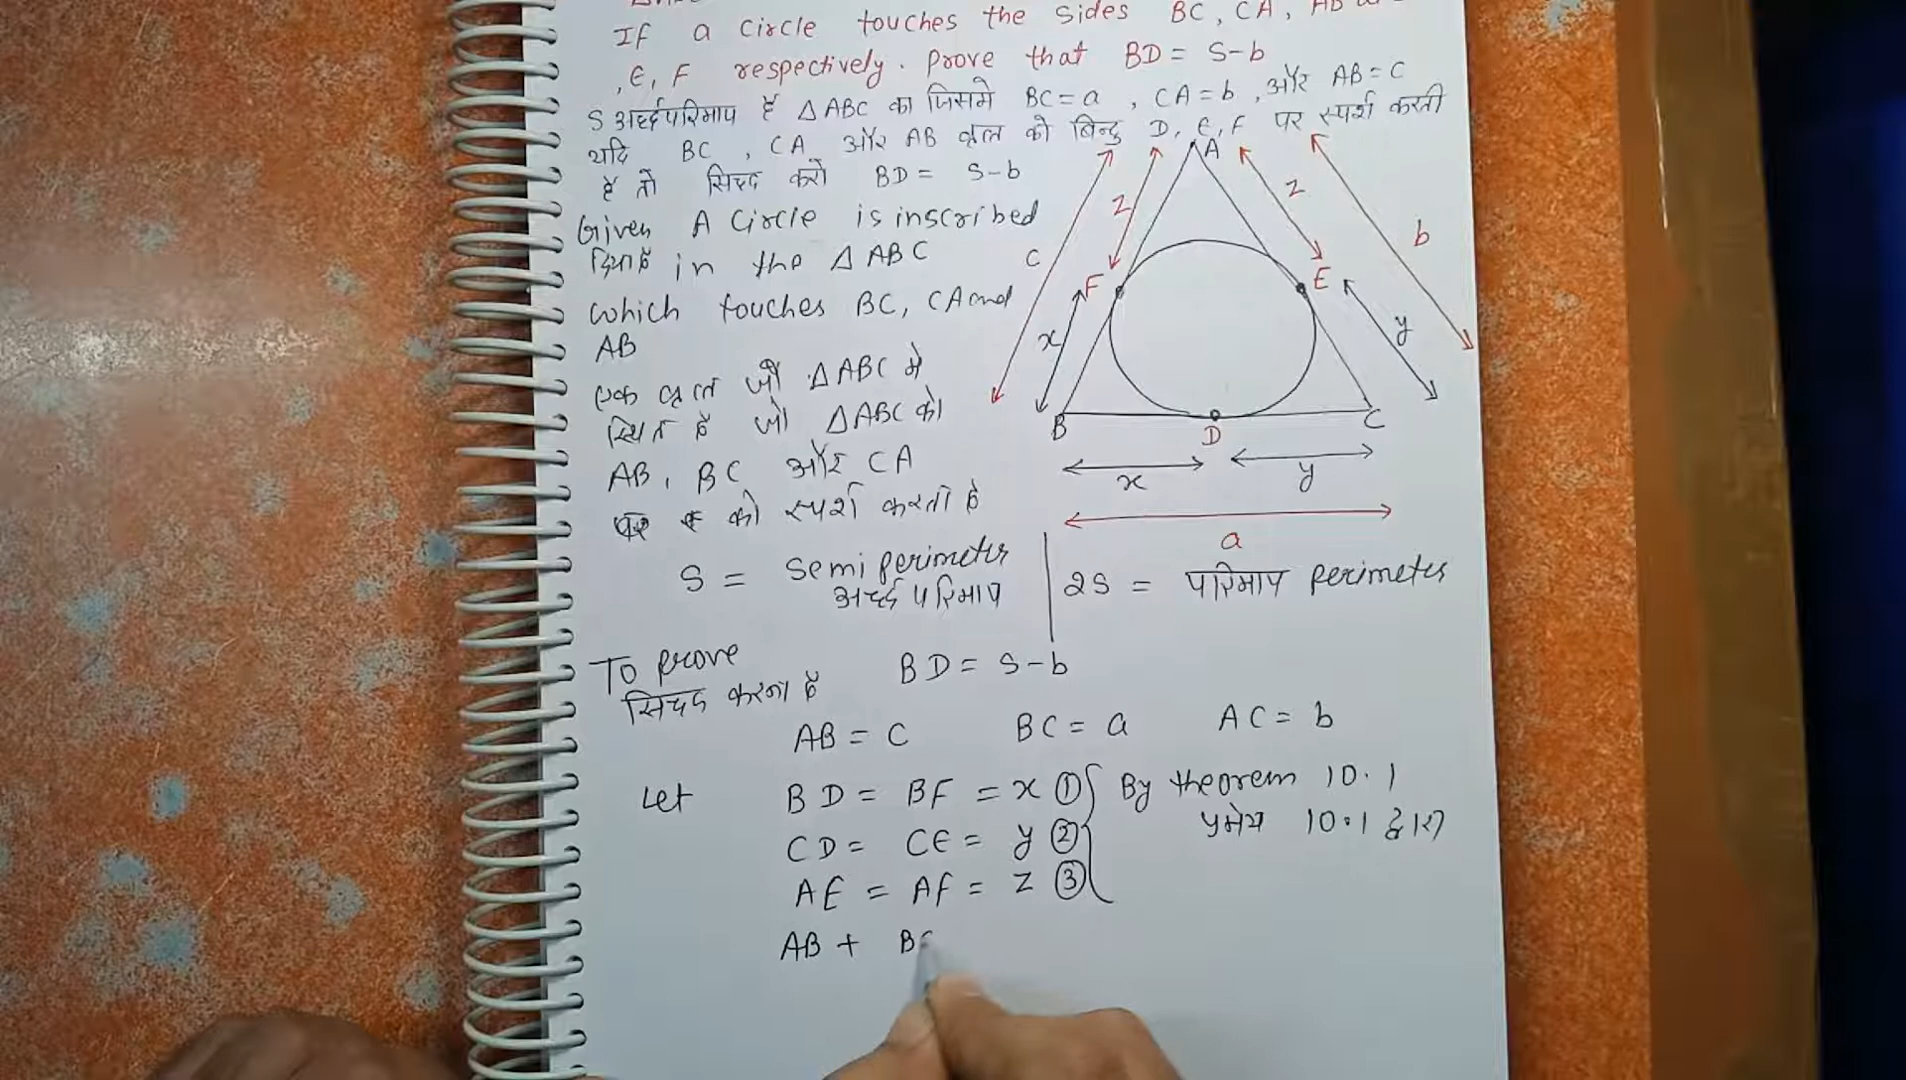 If a circle touches the sides BC, CA, AB
, E, F respectively. prove that BD = S-b
S अर्द्धपरिमाप है △ ABC का जिसमे BC = a , CA = b , और AB = C
यदि BC , CA और AB वृत्त को बिन्दु D, E, F पर स्पर्श करती
है तो सिद्ध करो BD = S-b
Given A Circle is inscribed
दिया है in the △ ABC
which touches BC, CA and
AB
एक वृत्त जो △ABC मे
स्थित है जो △ABC को
AB, BC और CA
को स्पर्श करता है
A
Z
Z
b
C
F
E
x
y
B
D
C
x
y
a
S = Semi perimeter
अर्द्ध परिमाप
2S = परिमाप perimeter
To prove BD = S-b
सिद्ध करना है
AB = C BC = a AC = b
Let BD = BF = x ①
CD = CE = y ②
AE = AF = Z ③
By theorem 10.1
प्रमेय 10.1 द्वारा
AB +